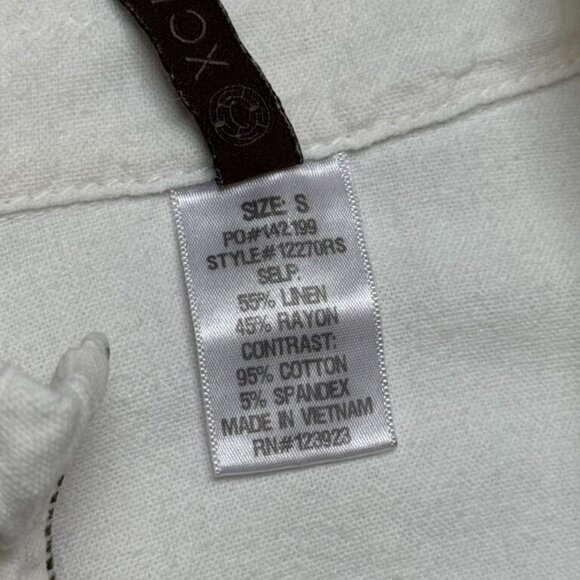 XCI
SIZE: S
PO#142199
STYLE#12270RS
SELF:
55% LINEN
45% RAYON
CONTRAST:
95% COTTON
5% SPANDEX
MADE IN VIETNAM
RN#123923